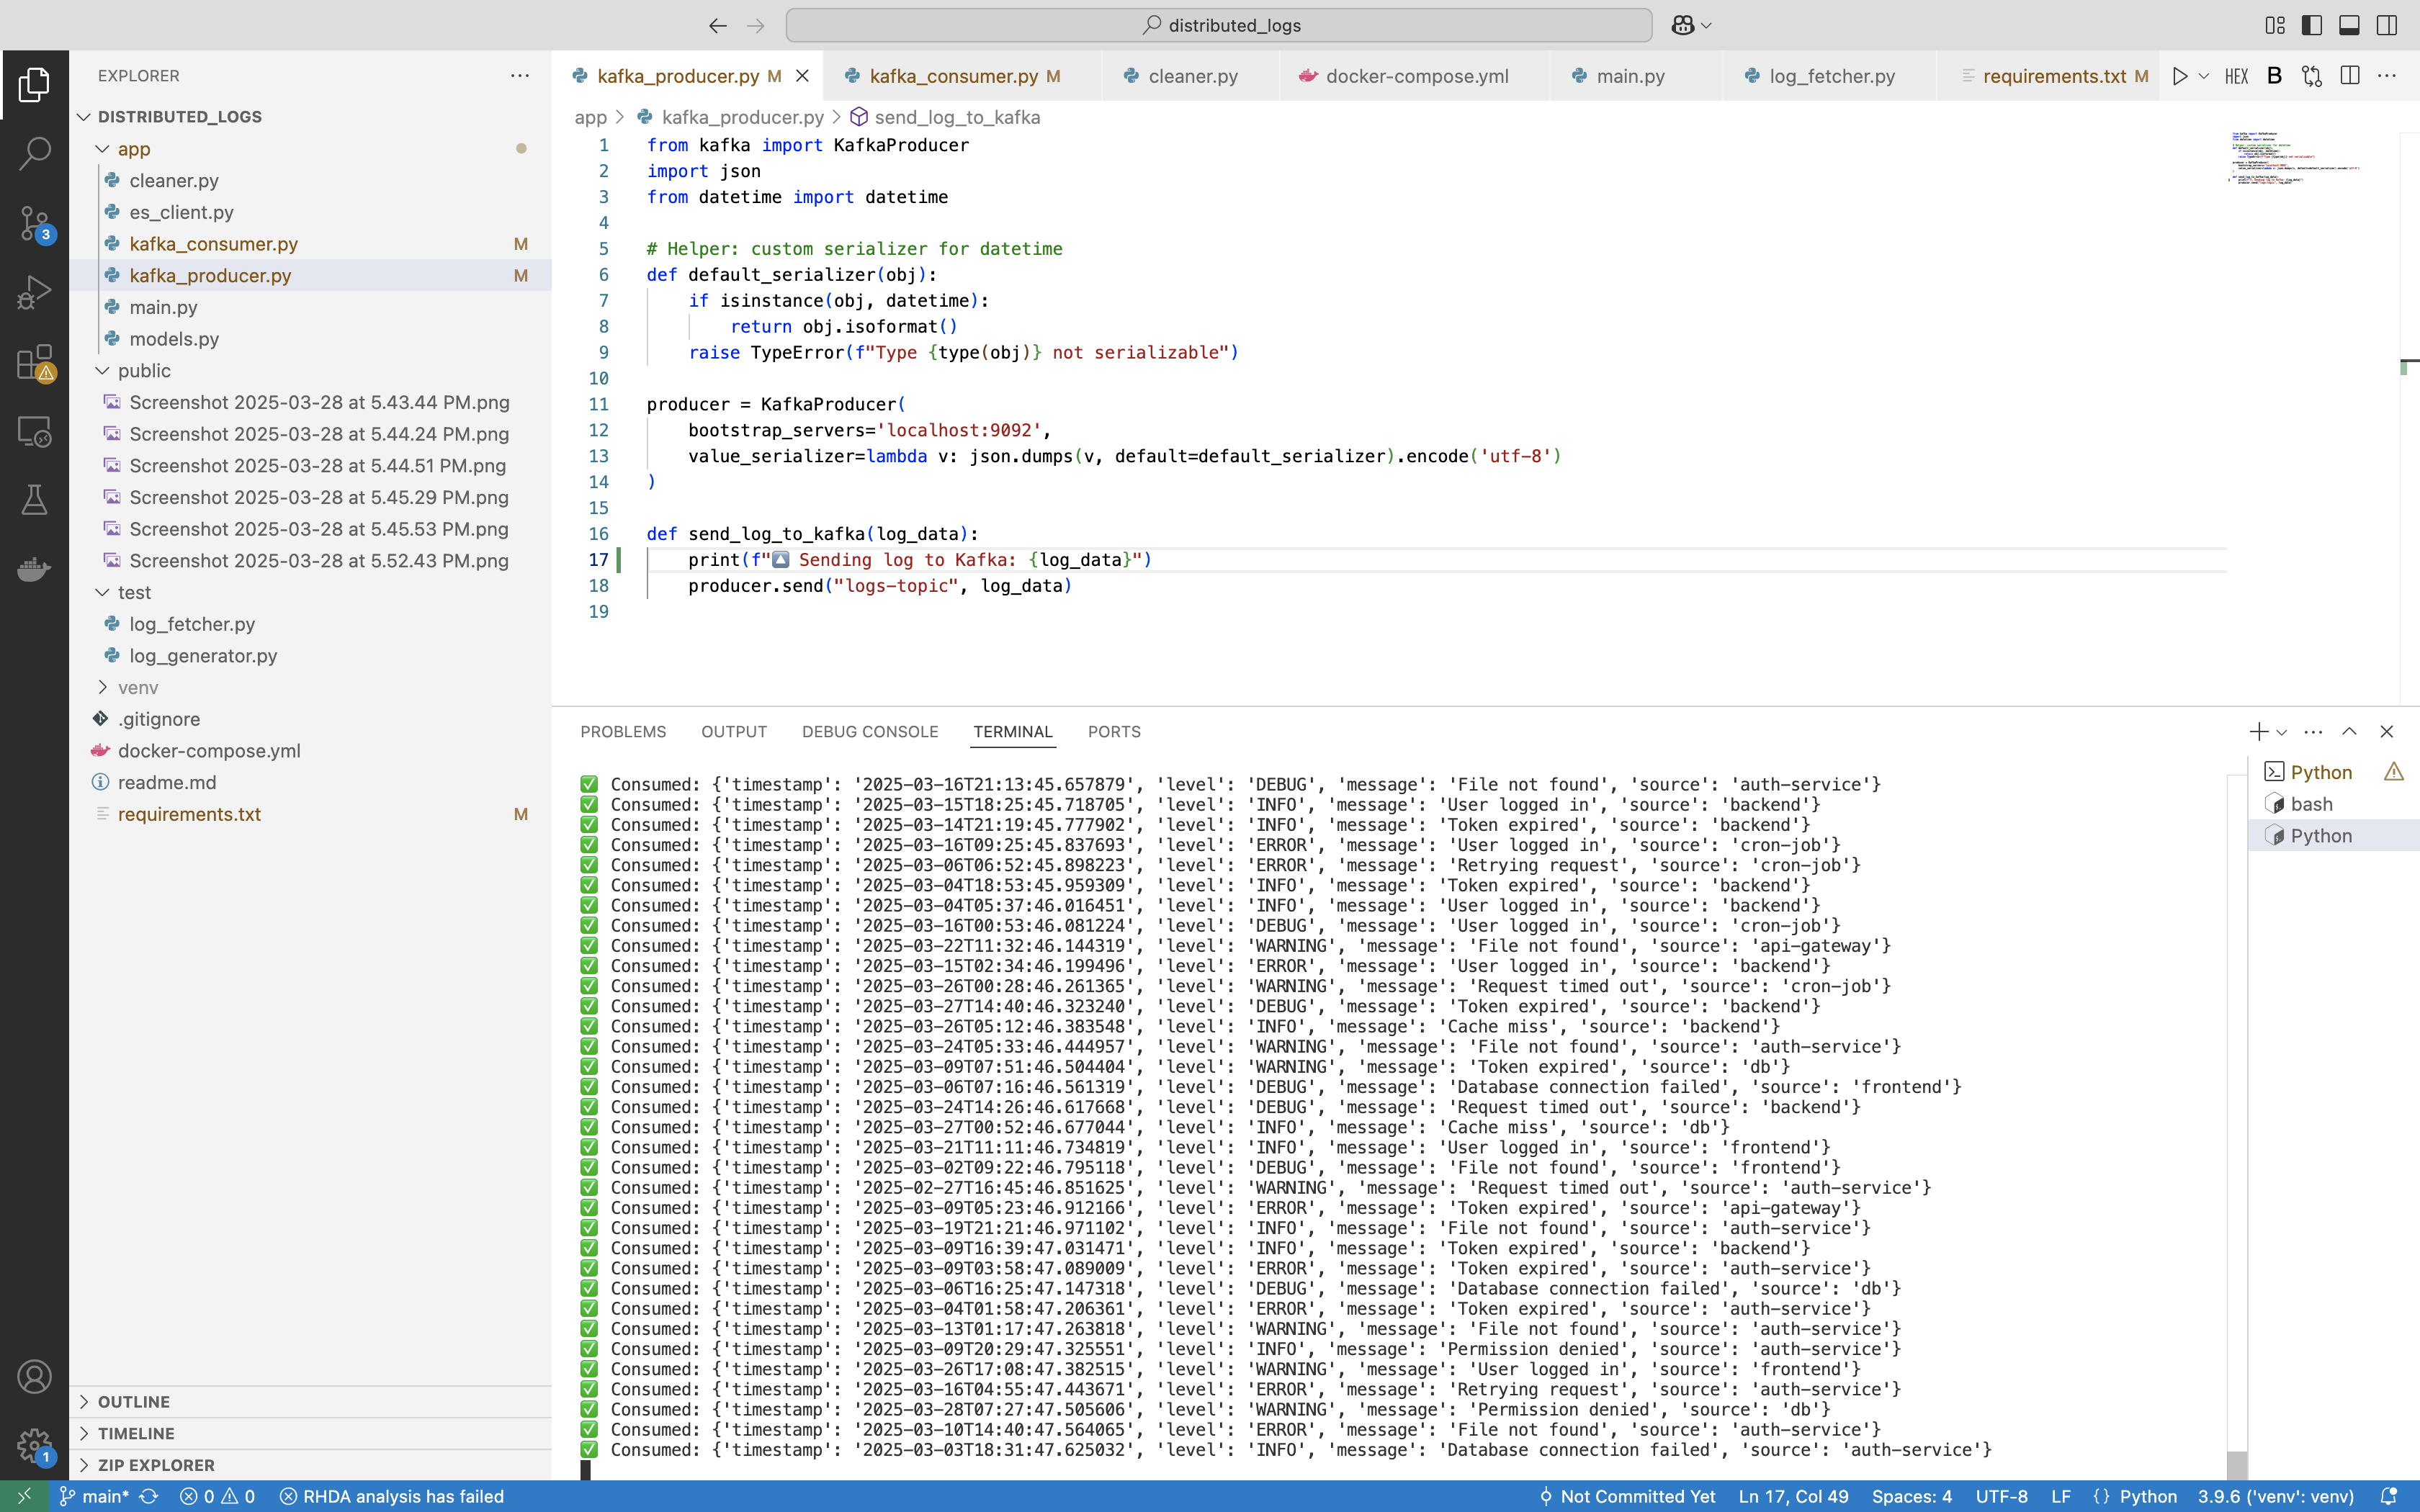 distributed_logs
EXPLORER
DISTRIBUTED_LOGS
app
cleaner.py
es_client.py
kafka_consumer.py M
kafka_producer.py M
main.py
models.py
public
Screenshot 2025-03-28 at 5.43.44 PM.png
Screenshot 2025-03-28 at 5.44.24 PM.png
Screenshot 2025-03-28 at 5.44.51 PM.png
Screenshot 2025-03-28 at 5.45.29 PM.png
Screenshot 2025-03-28 at 5.45.53 PM.png
Screenshot 2025-03-28 at 5.52.43 PM.png
test
log_fetcher.py
log_generator.py
venv
.gitignore
docker-compose.yml
readme.md
requirements.txt M
OUTLINE
TIMELINE
ZIP EXPLORER
3
1
kafka_producer.py M kafka_consumer.py M cleaner.py docker-compose.yml main.py log_fetcher.py requirements.txt M HEX B
app > kafka_producer.py > send_log_to_kafka
1 from kafka import KafkaProducer
2 import json
3 from datetime import datetime
4
5 # Helper: custom serializer for datetime
6 def default_serializer(obj):
7 if isinstance(obj, datetime):
8 return obj.isoformat()
9 raise TypeError(f"Type {type(obj)} not serializable")
10
11 producer = KafkaProducer(
12 bootstrap_servers='localhost:9092',
13 value_serializer=lambda v: json.dumps(v, default=default_serializer).encode('utf-8')
14 )
15
16 def send_log_to_kafka(log_data):
17 print(f"🔼 Sending log to Kafka: {log_data}")
18 producer.send("logs-topic", log_data)
19
PROBLEMS OUTPUT DEBUG CONSOLE TERMINAL PORTS
✅ Consumed: {'timestamp': '2025-03-16T21:13:45.657879', 'level': 'DEBUG', 'message': 'File not found', 'source': 'auth-service'}
✅ Consumed: {'timestamp': '2025-03-15T18:25:45.718705', 'level': 'INFO', 'message': 'User logged in', 'source': 'backend'}
✅ Consumed: {'timestamp': '2025-03-14T21:19:45.777902', 'level': 'INFO', 'message': 'Token expired', 'source': 'backend'}
✅ Consumed: {'timestamp': '2025-03-16T09:25:45.837693', 'level': 'ERROR', 'message': 'User logged in', 'source': 'cron-job'}
✅ Consumed: {'timestamp': '2025-03-06T06:52:45.898223', 'level': 'ERROR', 'message': 'Retrying request', 'source': 'cron-job'}
✅ Consumed: {'timestamp': '2025-03-04T18:53:45.959309', 'level': 'INFO', 'message': 'Token expired', 'source': 'backend'}
✅ Consumed: {'timestamp': '2025-03-04T05:37:46.016451', 'level': 'INFO', 'message': 'User logged in', 'source': 'backend'}
✅ Consumed: {'timestamp': '2025-03-16T00:53:46.081224', 'level': 'DEBUG', 'message': 'User logged in', 'source': 'cron-job'}
✅ Consumed: {'timestamp': '2025-03-22T11:32:46.144319', 'level': 'WARNING', 'message': 'File not found', 'source': 'api-gateway'}
✅ Consumed: {'timestamp': '2025-03-15T02:34:46.199496', 'level': 'ERROR', 'message': 'User logged in', 'source': 'backend'}
✅ Consumed: {'timestamp': '2025-03-26T00:28:46.261365', 'level': 'WARNING', 'message': 'Request timed out', 'source': 'cron-job'}
✅ Consumed: {'timestamp': '2025-03-27T14:40:46.323240', 'level': 'DEBUG', 'message': 'Token expired', 'source': 'backend'}
✅ Consumed: {'timestamp': '2025-03-26T05:12:46.383548', 'level': 'INFO', 'message': 'Cache miss', 'source': 'backend'}
✅ Consumed: {'timestamp': '2025-03-24T05:33:46.444957', 'level': 'WARNING', 'message': 'File not found', 'source': 'auth-service'}
✅ Consumed: {'timestamp': '2025-03-09T07:51:46.504404', 'level': 'WARNING', 'message': 'Token expired', 'source': 'db'}
✅ Consumed: {'timestamp': '2025-03-06T07:16:46.561319', 'level': 'DEBUG', 'message': 'Database connection failed', 'source': 'frontend'}
✅ Consumed: {'timestamp': '2025-03-24T14:26:46.617668', 'level': 'DEBUG', 'message': 'Request timed out', 'source': 'backend'}
✅ Consumed: {'timestamp': '2025-03-27T00:52:46.677044', 'level': 'INFO', 'message': 'Cache miss', 'source': 'db'}
✅ Consumed: {'timestamp': '2025-03-21T11:11:46.734819', 'level': 'INFO', 'message': 'User logged in', 'source': 'frontend'}
✅ Consumed: {'timestamp': '2025-03-02T09:22:46.795118', 'level': 'DEBUG', 'message': 'File not found', 'source': 'frontend'}
✅ Consumed: {'timestamp': '2025-02-27T16:45:46.851625', 'level': 'WARNING', 'message': 'Request timed out', 'source': 'auth-service'}
✅ Consumed: {'timestamp': '2025-03-09T05:23:46.912166', 'level': 'ERROR', 'message': 'Token expired', 'source': 'api-gateway'}
✅ Consumed: {'timestamp': '2025-03-19T21:21:46.971102', 'level': 'INFO', 'message': 'File not found', 'source': 'auth-service'}
✅ Consumed: {'timestamp': '2025-03-09T16:39:47.031471', 'level': 'INFO', 'message': 'Token expired', 'source': 'backend'}
✅ Consumed: {'timestamp': '2025-03-09T03:58:47.089009', 'level': 'ERROR', 'message': 'Token expired', 'source': 'auth-service'}
✅ Consumed: {'timestamp': '2025-03-06T16:25:47.147318', 'level': 'DEBUG', 'message': 'Database connection failed', 'source': 'db'}
✅ Consumed: {'timestamp': '2025-03-04T01:58:47.206361', 'level': 'ERROR', 'message': 'Token expired', 'source': 'auth-service'}
✅ Consumed: {'timestamp': '2025-03-13T01:17:47.263818', 'level': 'WARNING', 'message': 'File not found', 'source': 'auth-service'}
✅ Consumed: {'timestamp': '2025-03-09T20:29:47.325551', 'level': 'INFO', 'message': 'Permission denied', 'source': 'auth-service'}
✅ Consumed: {'timestamp': '2025-03-26T17:08:47.382515', 'level': 'WARNING', 'message': 'User logged in', 'source': 'frontend'}
✅ Consumed: {'timestamp': '2025-03-16T04:55:47.443671', 'level': 'ERROR', 'message': 'Retrying request', 'source': 'auth-service'}
✅ Consumed: {'timestamp': '2025-03-28T07:27:47.505606', 'level': 'WARNING', 'message': 'Permission denied', 'source': 'db'}
✅ Consumed: {'timestamp': '2025-03-10T14:40:47.564065', 'level': 'ERROR', 'message': 'File not found', 'source': 'auth-service'}
✅ Consumed: {'timestamp': '2025-03-03T18:31:47.625032', 'level': 'INFO', 'message': 'Database connection failed', 'source': 'auth-service'}
Python
bash
Python
main* 0 0 RHDA analysis has failed Not Committed Yet Ln 17, Col 49 Spaces: 4 UTF-8 LF {} Python 3.9.6 ('venv': venv)